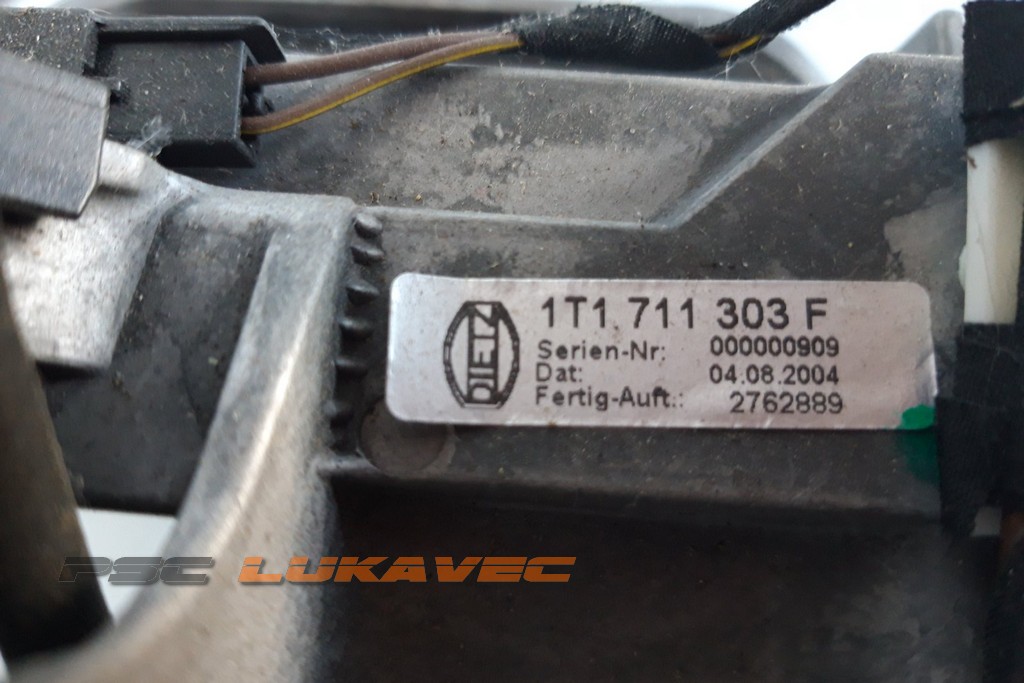 DIETZ
1T1 711 303 F
Serien-Nr: 000000909
Dat: 04.08.2004
Fertig-Auft.: 2762889
PSC LUKAVEC